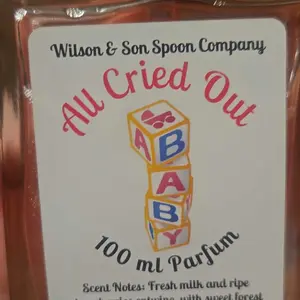 Wilson & Son Spoon Company
All Cried Out
A B
A
B
Y
100 ml Parfum
Scent Notes: Fresh milk and ripe
with sweet forest